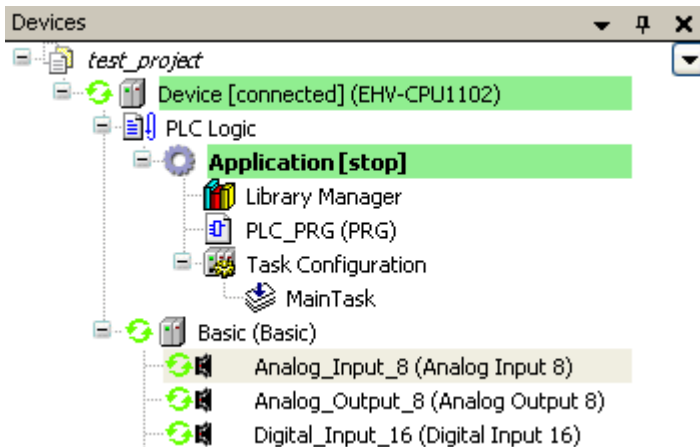 Devices
test_project
Device [connected] (EHV-CPU1102)
PLC Logic
Application [stop]
Library Manager
PLC_PRG (PRG)
Task Configuration
MainTask
Basic (Basic)
Analog_Input_8 (Analog Input 8)
Analog_Output_8 (Analog Output 8)
Digital_Input_16 (Digital Input 16)